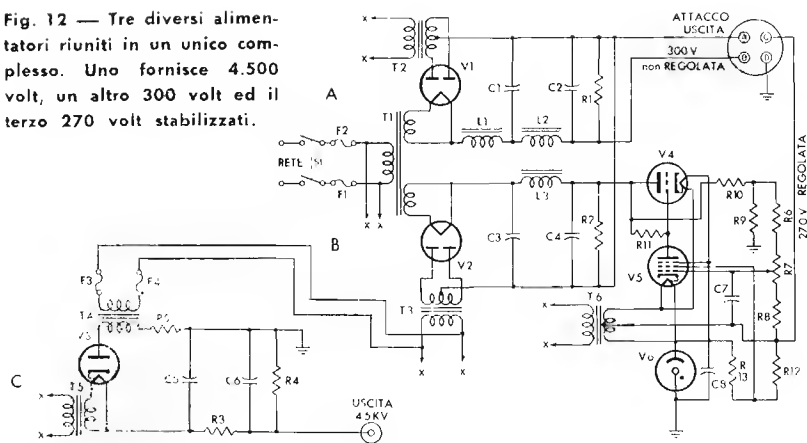 Fig. 12 — Tre diversi alimen-
tatori riuniti in un unico com-
plesso. Uno fornisce 4.500
volt, un altro 300 volt ed il
terzo 270 volt stabilizzati.
ATTACCO
USCITA
A
C
B
D
300 V
non REGOLATA
x
x
T2
V1
C1
C2
R1
A
T1
L1
L2
F2
RETE
S1
F1
x
x
V4
L3
R10
R9
R6
270 V REGOLATA
B
C3
C4
R2
R11
V2
V5
R7
F3
F4
T3
C7
R8
T4
R5
x
T6
x
V3
x
x
V6
C8
R
13
R12
C
x
T5
x
C5
C6
R4
R3
USCITA
4.5 KV